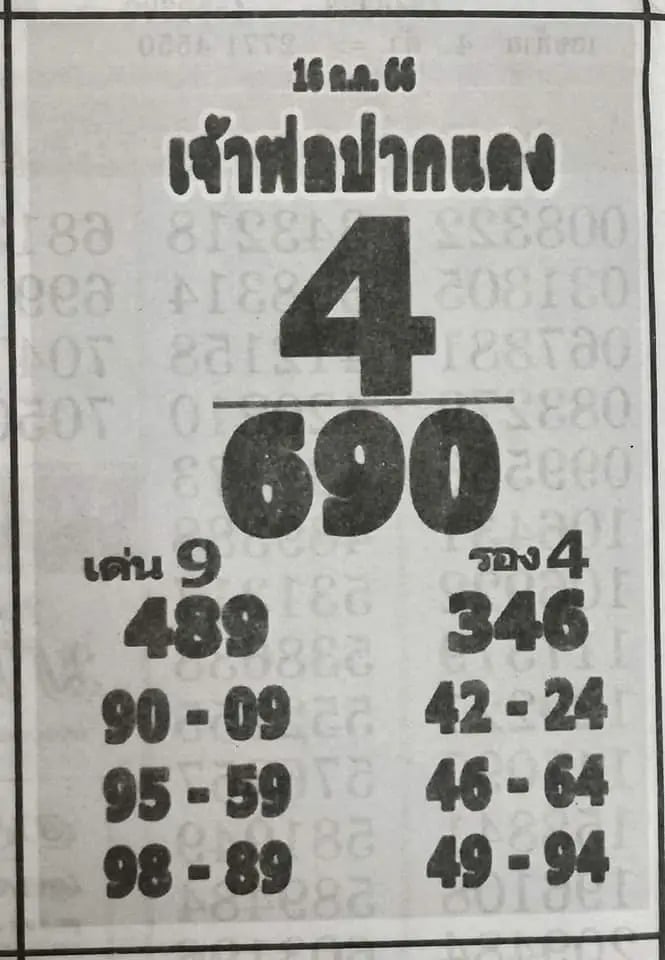 16 ต.ค. 66
เจ้าพ่อปากแดง
4
690
เด่น 9 รอง 4
489 346
90 - 09 42 - 24
95 - 59 46 - 64
98 - 89 49 - 94